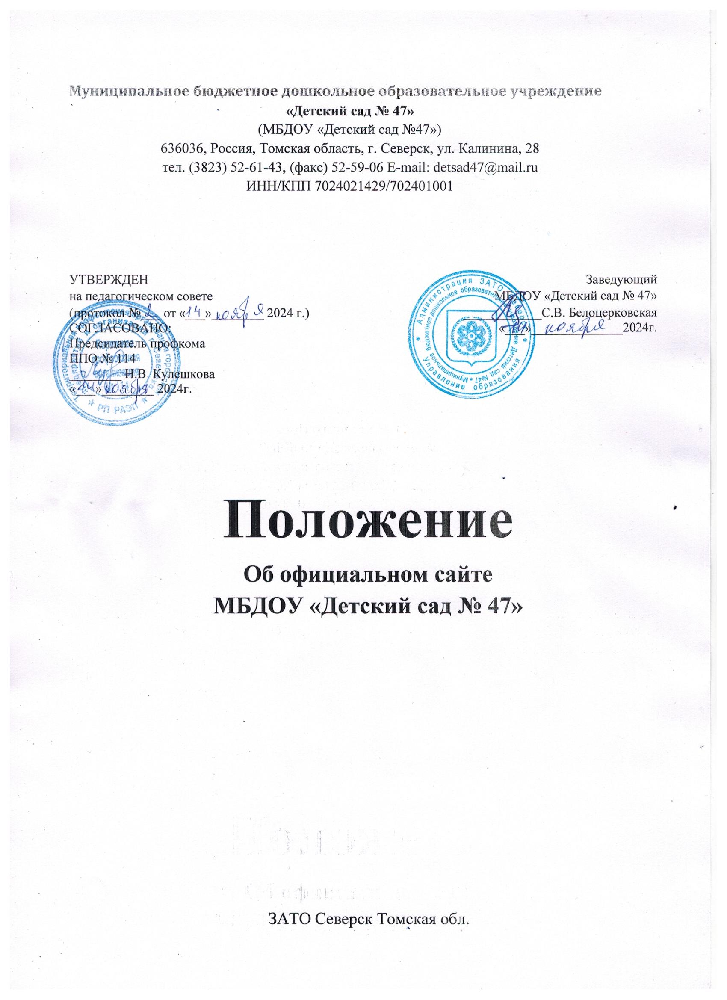 Муниципальное бюджетное дошкольное образовательное учреждение
«Детский сад № 47»
(МБДОУ «Детский сад №47»)
636036, Россия, Томская область, г. Северск, ул. Калинина, 28
тел. (3823) 52-61-43, (факс) 52-59-06 E-mail: detsad47@mail.ru
ИНН/КПП 7024021429/702401001
УТВЕРЖДЕН
на педагогическом совете
(протокол № 2 от «14» ноября 2024 г.)
СОГЛАСОВАНО:
Предсидатель профкома
ППО № 114
Н.В. Кулешкова
«14» ноября 2024г.
РП РАЭП
Заведующий
МБДОУ «Детский сад № 47»
С.В. Белоцерковская
«14» ноября 2024г.
Администрация ЗАТО Северск
Управление образования
Муниципальное бюджетное дошкольное образовательное учреждение Детский сад №47
Положение
Об официальном сайте
МБДОУ «Детский сад № 47»
ЗАТО Северск Томская обл.